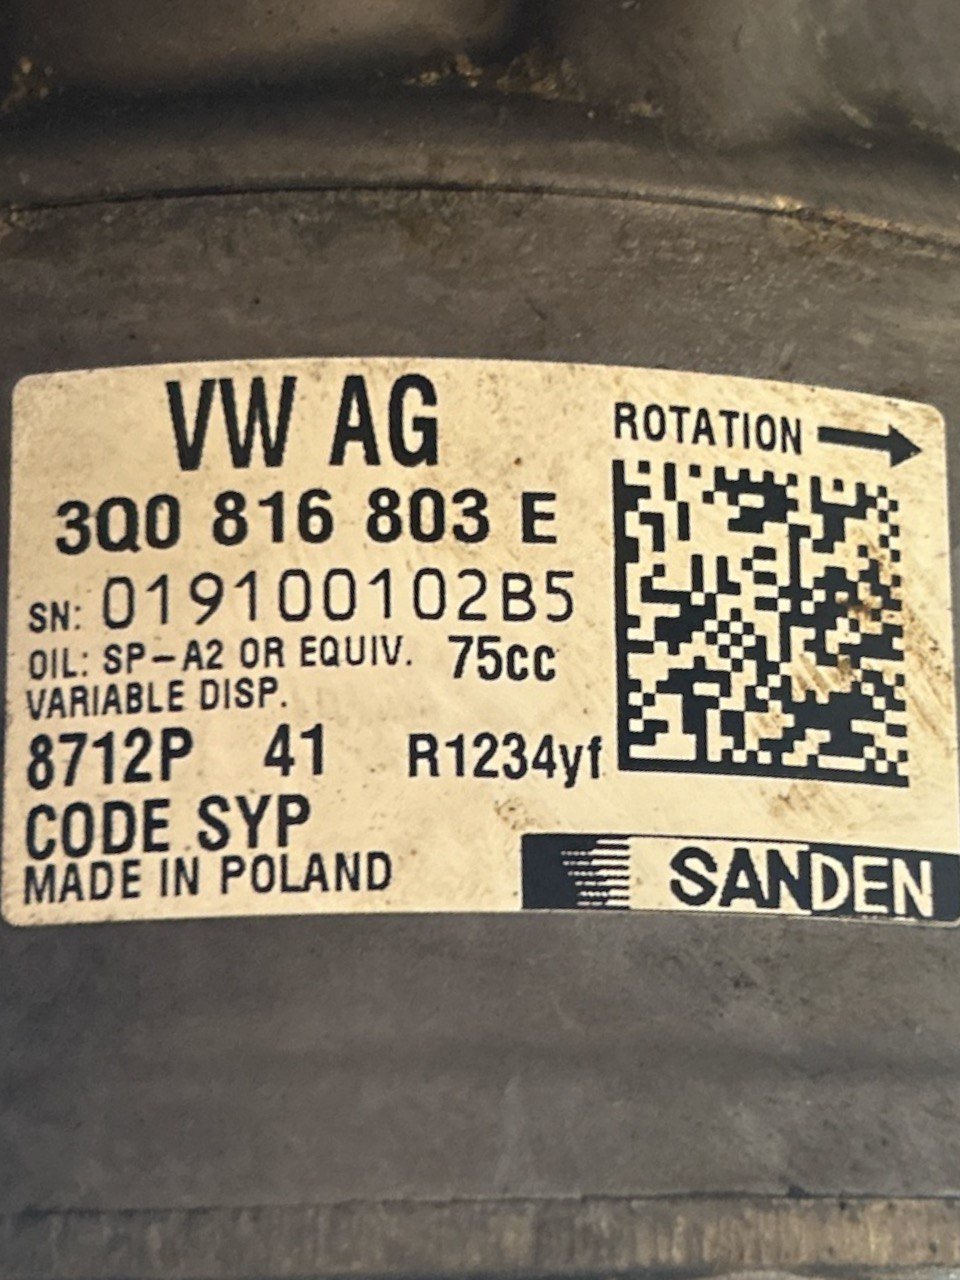 VW AG
ROTATION
3Q0 816 803 E
SN: 019100102B5
OIL: SP-A2 OR EQUIV. 75cc
VARIABLE DISP.
8712P 41 R1234yf
CODE SYP
MADE IN POLAND
SANDEN